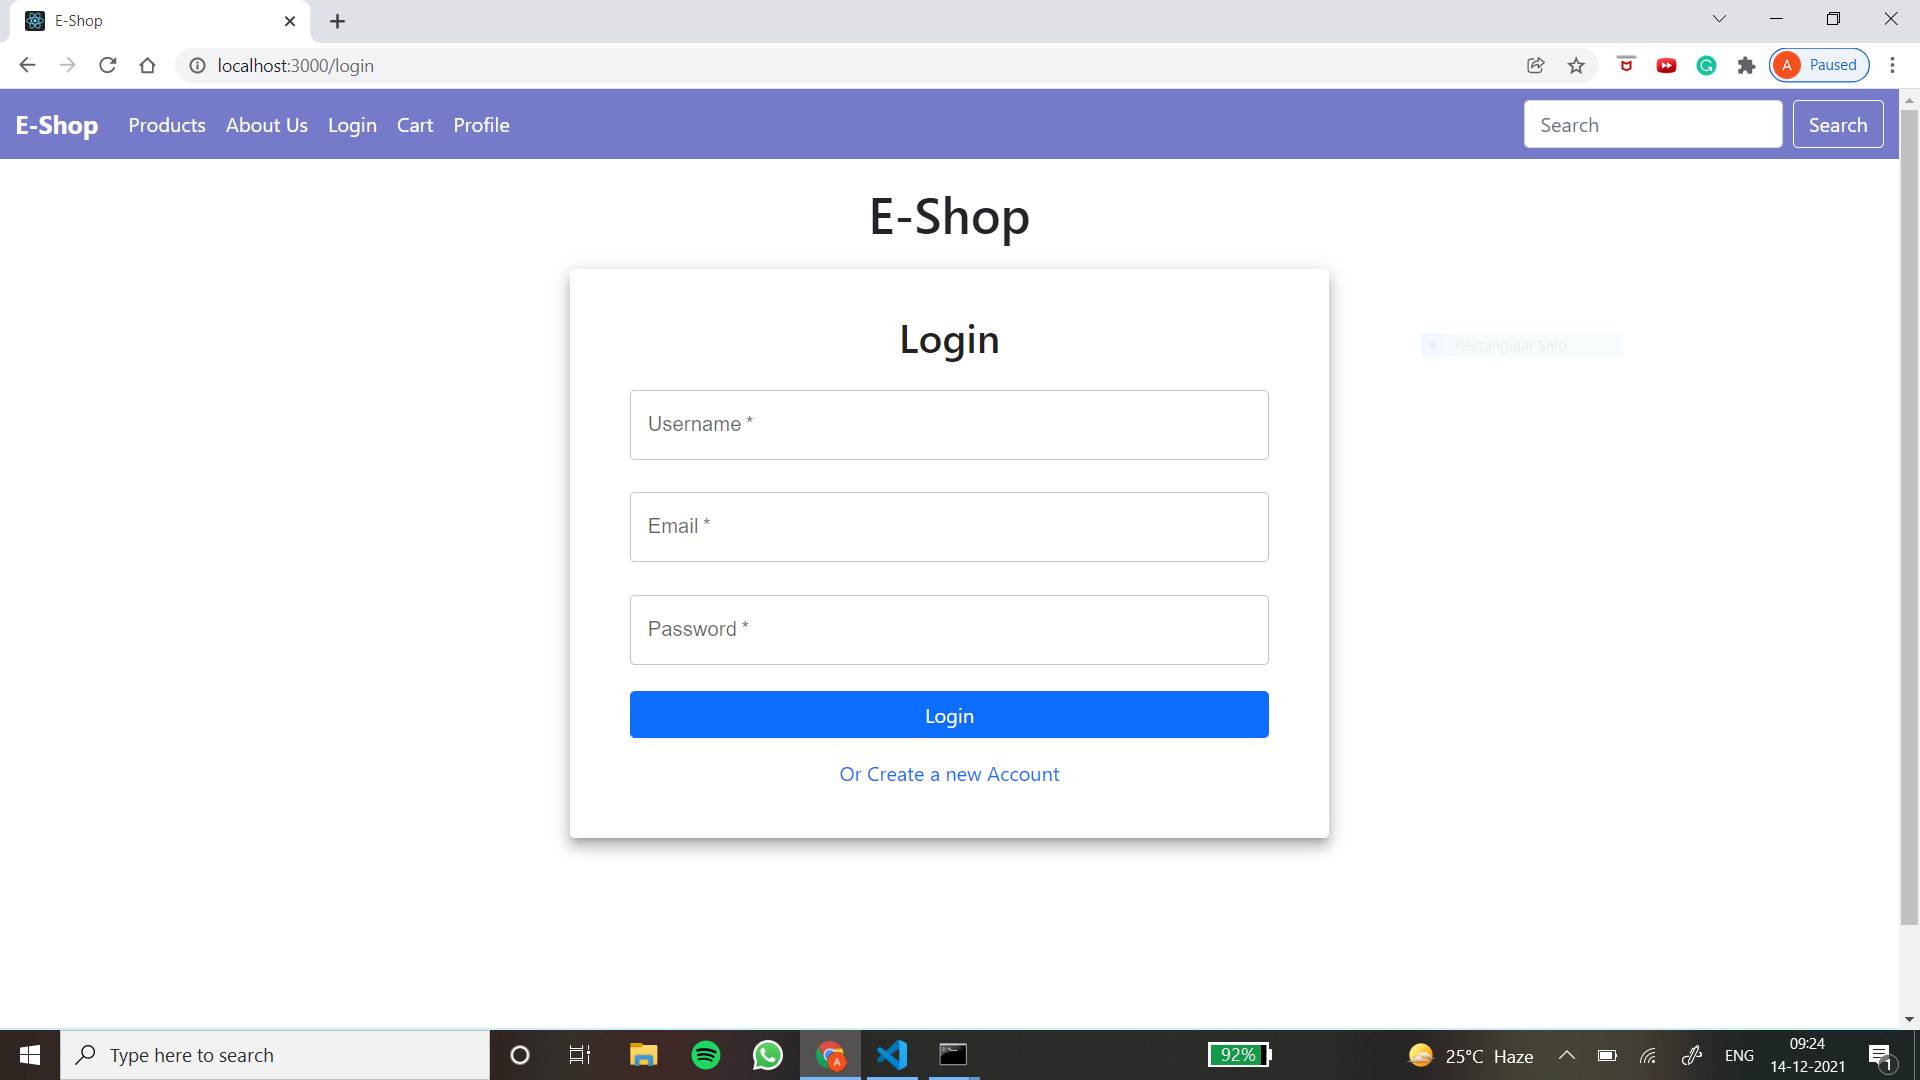 E-Shop
localhost:3000/login
A Paused
E-Shop Products About Us Login Cart Profile Search Search
E-Shop
Login
Rectangular Snip
Username *
Email *
Password *
Login
Or Create a new Account
Type here to search
92%
25°C Haze
ENG
09:24
14-12-2021
1